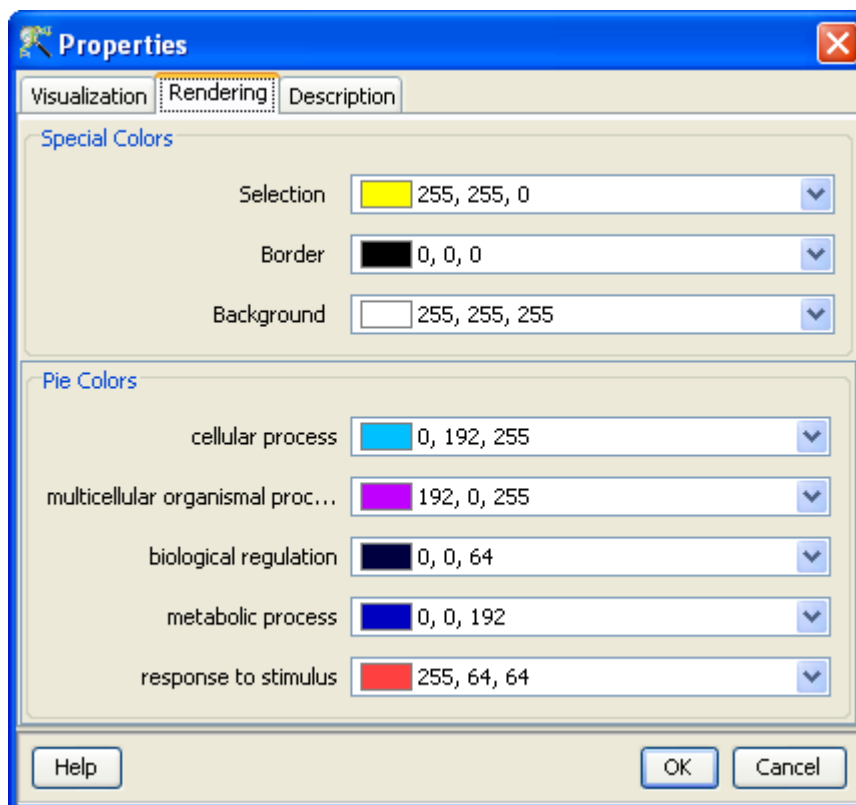 Properties
Visualization Rendering Description
Special Colors
Selection 255, 255, 0
Border 0, 0, 0
Background 255, 255, 255
Pie Colors
cellular process 0, 192, 255
multicellular organismal proc... 192, 0, 255
biological regulation 0, 0, 64
metabolic process 0, 0, 192
response to stimulus 255, 64, 64
Help OK Cancel